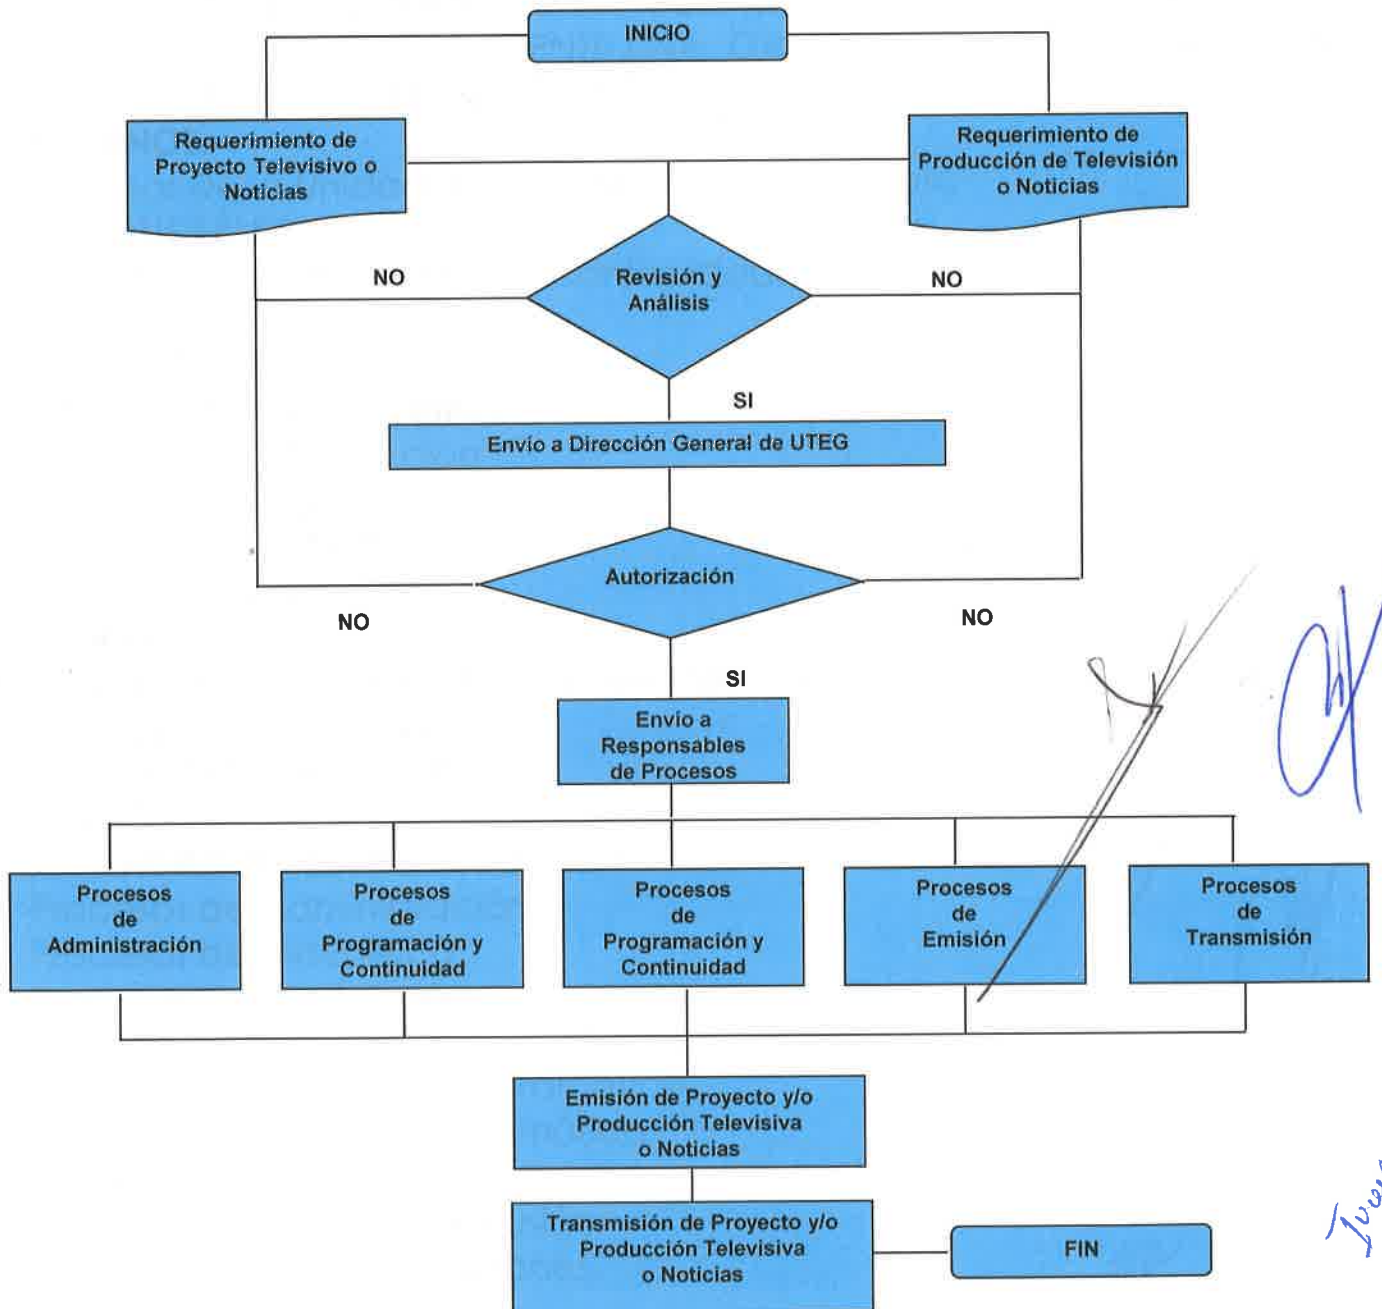 INICIO
Requerimiento de
Proyecto Televisivo o
Noticias
Requerimiento de
Producción de Televisión
o Noticias
NO
Revisión y
Análisis
NO
SI
Envío a Dirección General de UTEG
Autorización
NO
NO
SI
Envío a
Responsables
de Procesos
Procesos
de
Administración
Procesos
de
Programación y
Continuidad
Procesos
de
Programación y
Continuidad
Procesos
de
Emisión
Procesos
de
Transmisión
Emisión de Proyecto y/o
Producción Televisiva
o Noticias
Transmisión de Proyecto y/o
Producción Televisiva
o Noticias
FIN